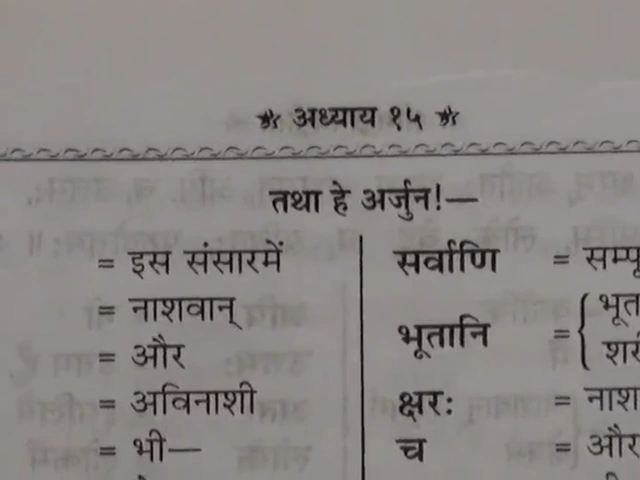 अध्याय १५
तथा हे अर्जुन!—
= इस संसारमें
= नाशवान्
= और
= अविनाशी
= भी—
सर्वाणि =
भूतानि =
क्षरः =
च = और